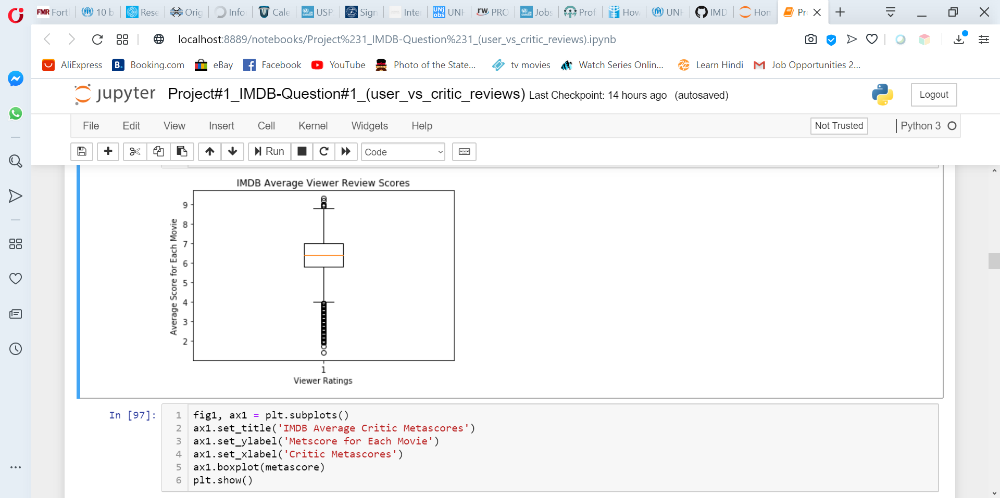 FMR Fort
10 b
Rese
Orig
Info
Cale
USP
Sign
Inte
UNJ obs UNH
rw PRO
Jobs
Prof
How
UNH
IMD
Hon
Pr
localhost:8889/notebooks/Project%231_IMDB-Question%231_(user_vs_critic_reviews).ipynb
AliExpress
B. Booking.com
eBay
Facebook
YouTube
Photo of the State...
tv movies
Watch Series Onlin...
Learn Hindi
Job Opportunities 2...
jupyter Project#1_IMDB-Question#1_(user_vs_critic_reviews) Last Checkpoint: 14 hours ago (autosaved)
Logout
File Edit View Insert Cell Kernel Widgets Help
Not Trusted
Python 3
Run
Code
IMDB Average Viewer Review Scores
Average Score for Each Movie
9
8
7
6
5
4
3
2
1
Viewer Ratings
In [97]:
1 fig1, ax1 = plt.subplots()
2 ax1.set_title('IMDB Average Critic Metascores')
3 ax1.set_ylabel('Metscore for Each Movie')
4 ax1.set_xlabel('Critic Metascores')
5 ax1.boxplot(metascore)
6 plt.show()